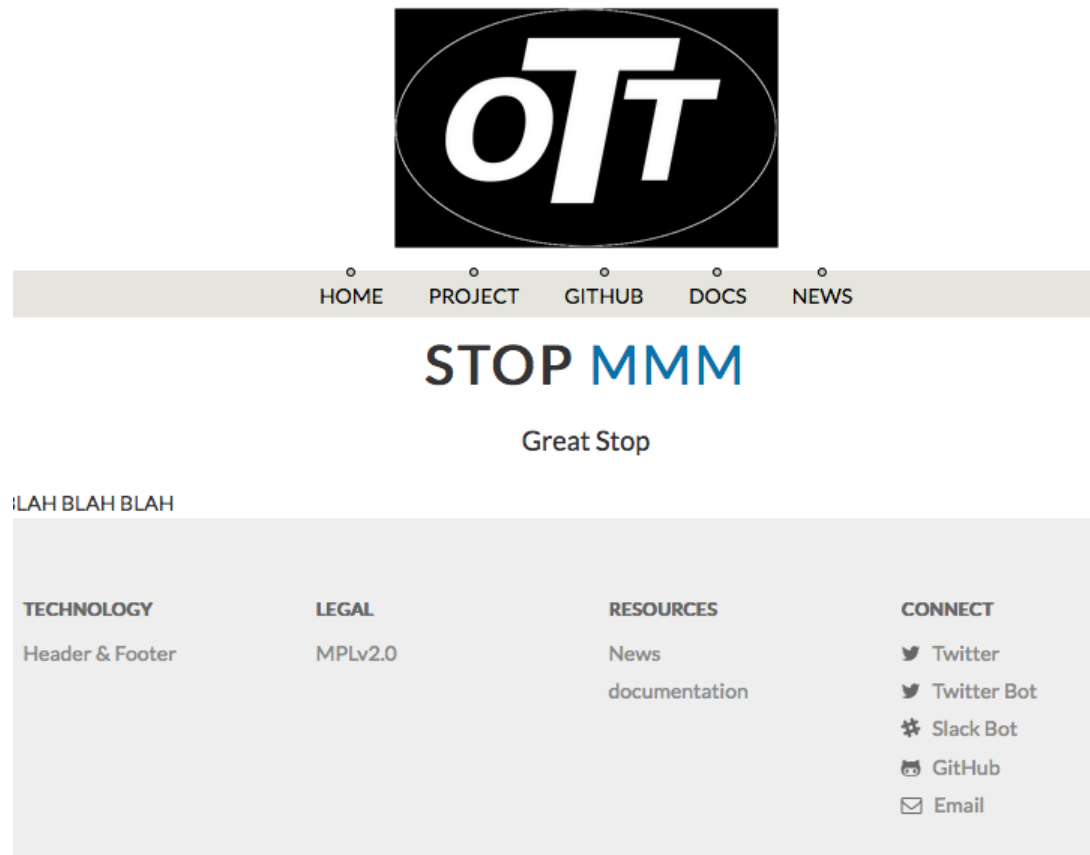 OTT
HOME PROJECT GITHUB DOCS NEWS
STOP MMM
Great Stop
BLAH BLAH BLAH
TECHNOLOGY
Header & Footer
LEGAL
MPLv2.0
RESOURCES
News
documentation
CONNECT
Twitter
Twitter Bot
Slack Bot
GitHub
Email